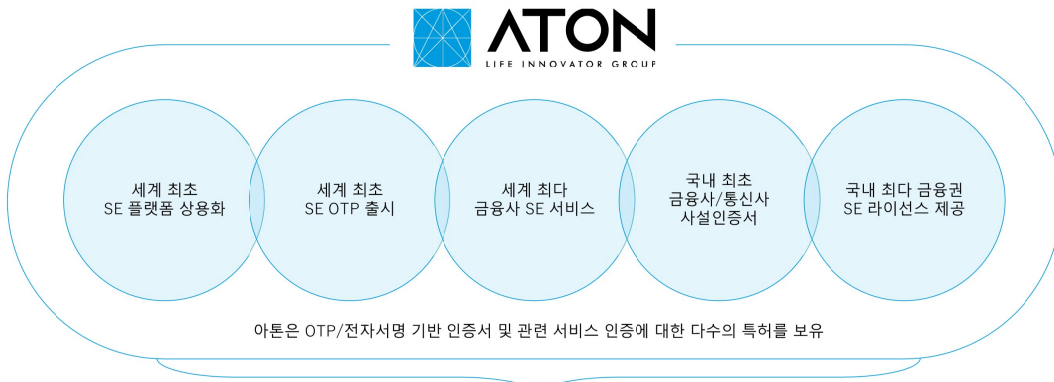 ATON
LIFE INNOVATOR GROUP
세계 최초
SE 플랫폼 상용화
세계 최초
SE OTP 출시
세계 최다
금융사 SE 서비스
국내 최초
금융사/통신사
사설인증서
국내 최다 금융권
SE 라이선스 제공
아톤은 OTP/전자서명 기반 인증서 및 관련 서비스 인증에 대한 다수의 특허를 보유